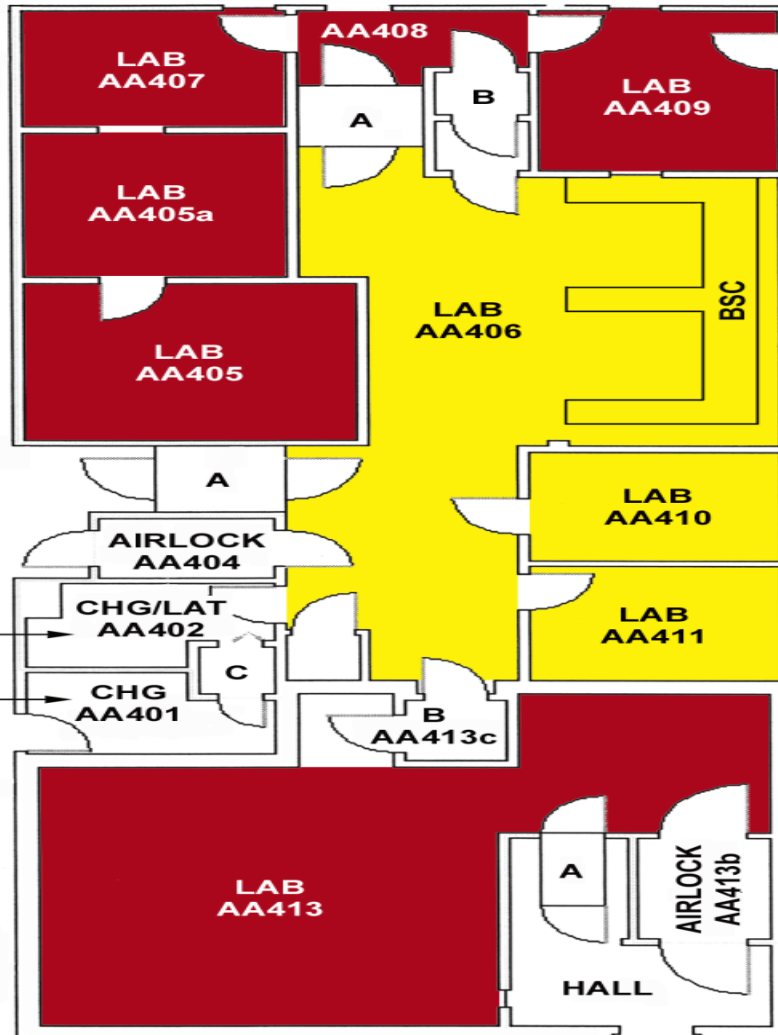 AA408
LAB
AA407
B
LAB
AA409
A
LAB
AA405a
LAB
AA406
BSC
LAB
AA405
A
LAB
AA410
AIRLOCK
AA404
CHG/LAT
AA402
LAB
AA411
C
CHG
AA401
B
AA413c
LAB
AA413
A
AIRLOCK
AA413b
HALL